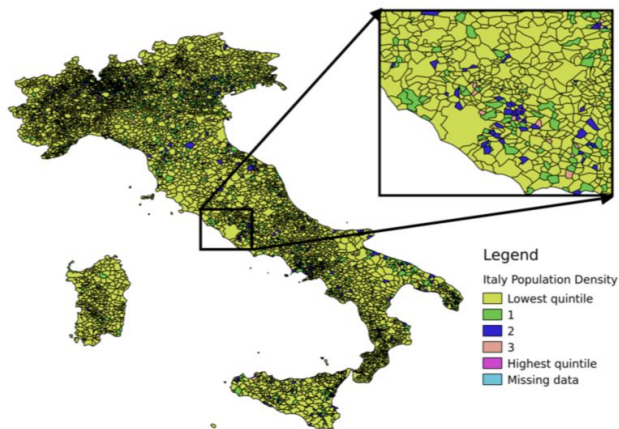 Legend
Italy Population Density
Lowest quintile
1
2
3
Highest quintile
Missing data